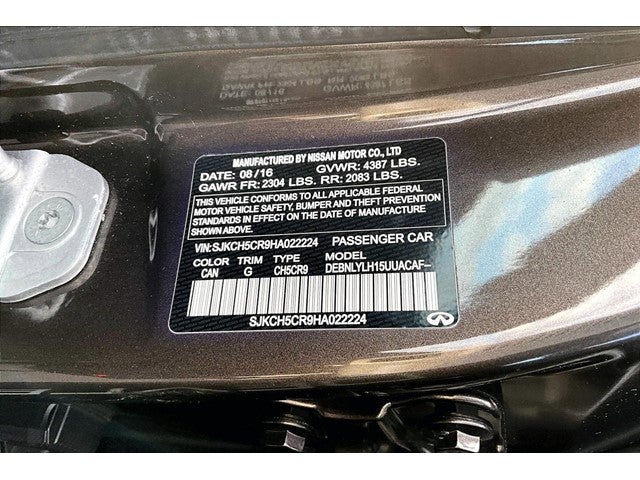 MANUFACTURED BY NISSAN MOTOR CO., LTD
DATE: 08/16 GVWR: 4387 LBS.
GAWR FR: 2304 LBS. RR: 2083 LBS.
THIS VEHICLE CONFORMS TO ALL APPLICABLE FEDERAL
MOTOR VEHICLE SAFETY, BUMPER AND THEFT PREVENTION
STANDARDS IN EFFECT ON THE DATE OF MANUFACTURE
SHOWN ABOVE.
VIN: SJKCH5CR9HA022224 PASSENGER CAR
COLOR TRIM TYPE MODEL
CAN G CH5CR9 DEBNLYLH15UUACAF--
SJKCH5CR9HA022224